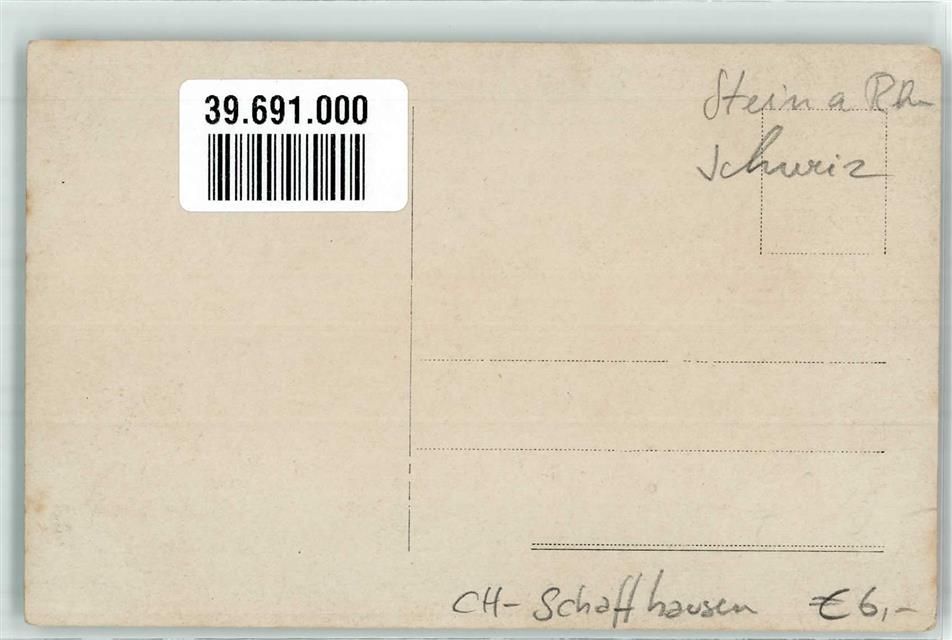 39.691.000
Stein a Rh
Schweiz
CH- Schaffhausen €6,-